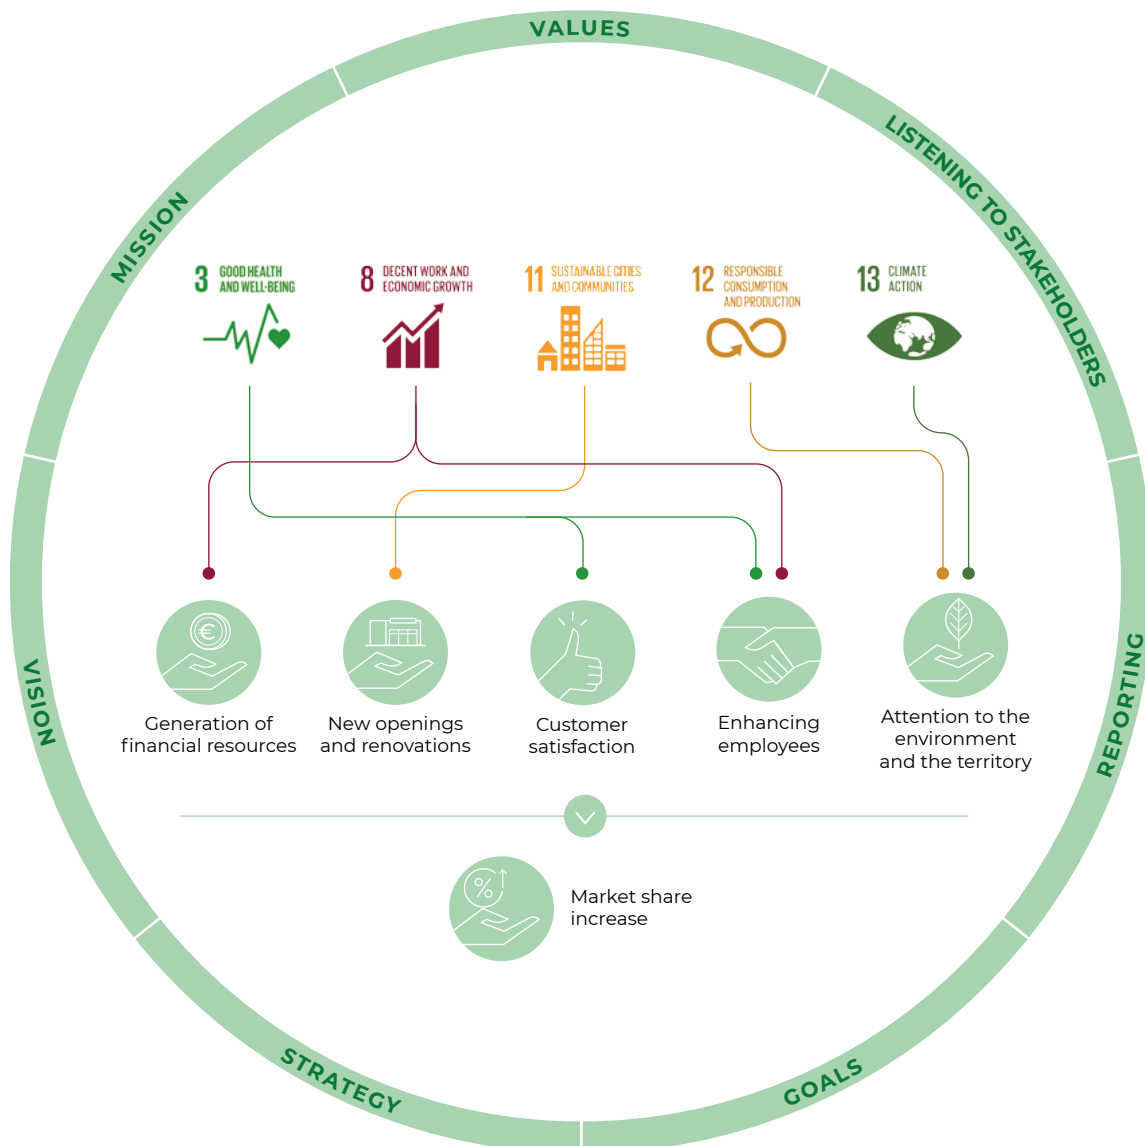 VALUES
LISTENING TO STAKEHOLDERS
MISSION
3 GOOD HEALTH
AND WELL-BEING
8 DECENT WORK AND
ECONOMIC GROWTH
11 SUSTAINABLE CITIES
AND COMMUNITIES
12 RESPONSIBLE
CONSUMPTION
AND PRODUCTION
13 CLIMATE
ACTION
€
Generation of
financial resources
New openings
and renovations
Customer
satisfaction
Enhancing
employees
Attention to the
environment
and the territory
VISION
REPORTING
%
Market share
increase
STRATEGY
GOALS